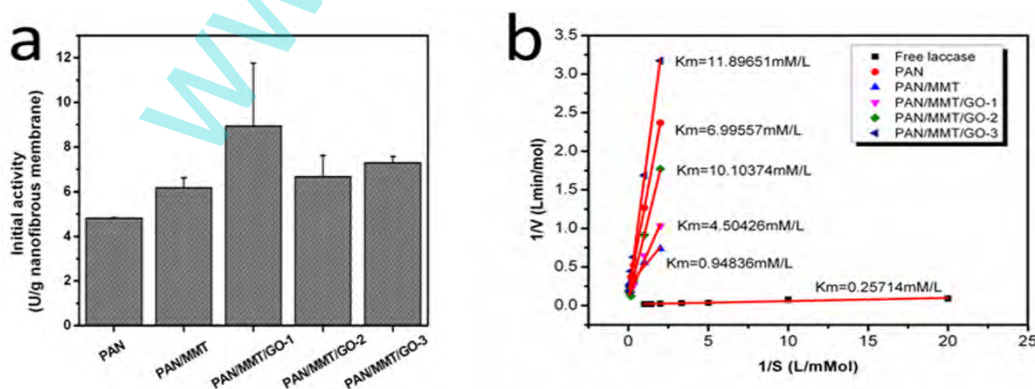 a
12
10
8
6
4
2
0
Initial activity
(U/g nanofibrous membrane)
PAN
PAN/MMT
PAN/MMT/GO-1
PAN/MMT/GO-2
PAN/MMT/GO-3
b
3.5
3.0
2.5
2.0
1.5
1.0
0.5
0.0
1/V (Lmin/mol)
Free laccase
PAN
PAN/MMT
PAN/MMT/GO-1
PAN/MMT/GO-2
PAN/MMT/GO-3
Km=11.89651mM/L
Km=6.99557mM/L
Km=10.10374mM/L
Km=4.50426mM/L
Km=0.94836mM/L
Km=0.25714mM/L
0 5 10 15 20 25
1/S (L/mMol)